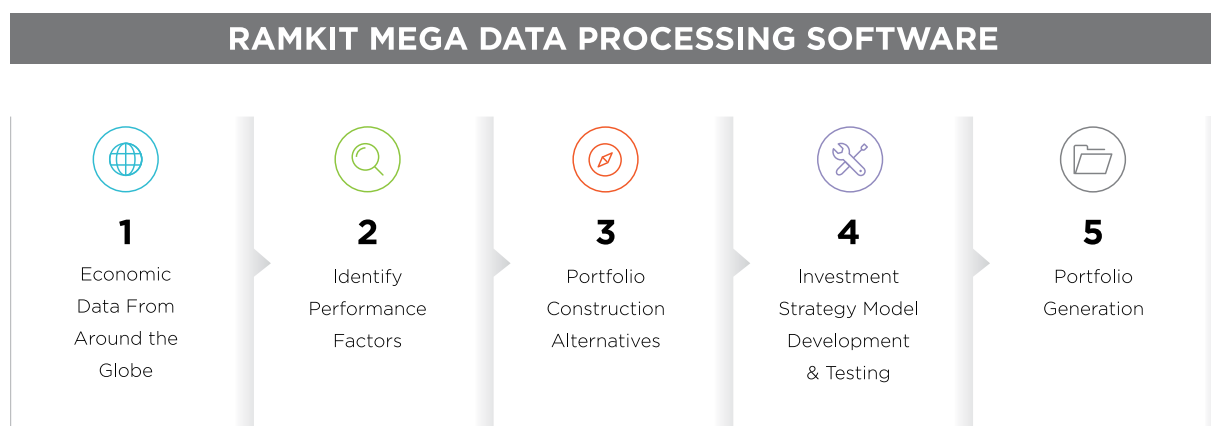 RAMKIT MEGA DATA PROCESSING SOFTWARE
1
Economic
Data From
Around the
Globe
2
Identify
Performance
Factors
3
Portfolio
Construction
Alternatives
4
Investment
Strategy Model
Development
& Testing
5
Portfolio
Generation